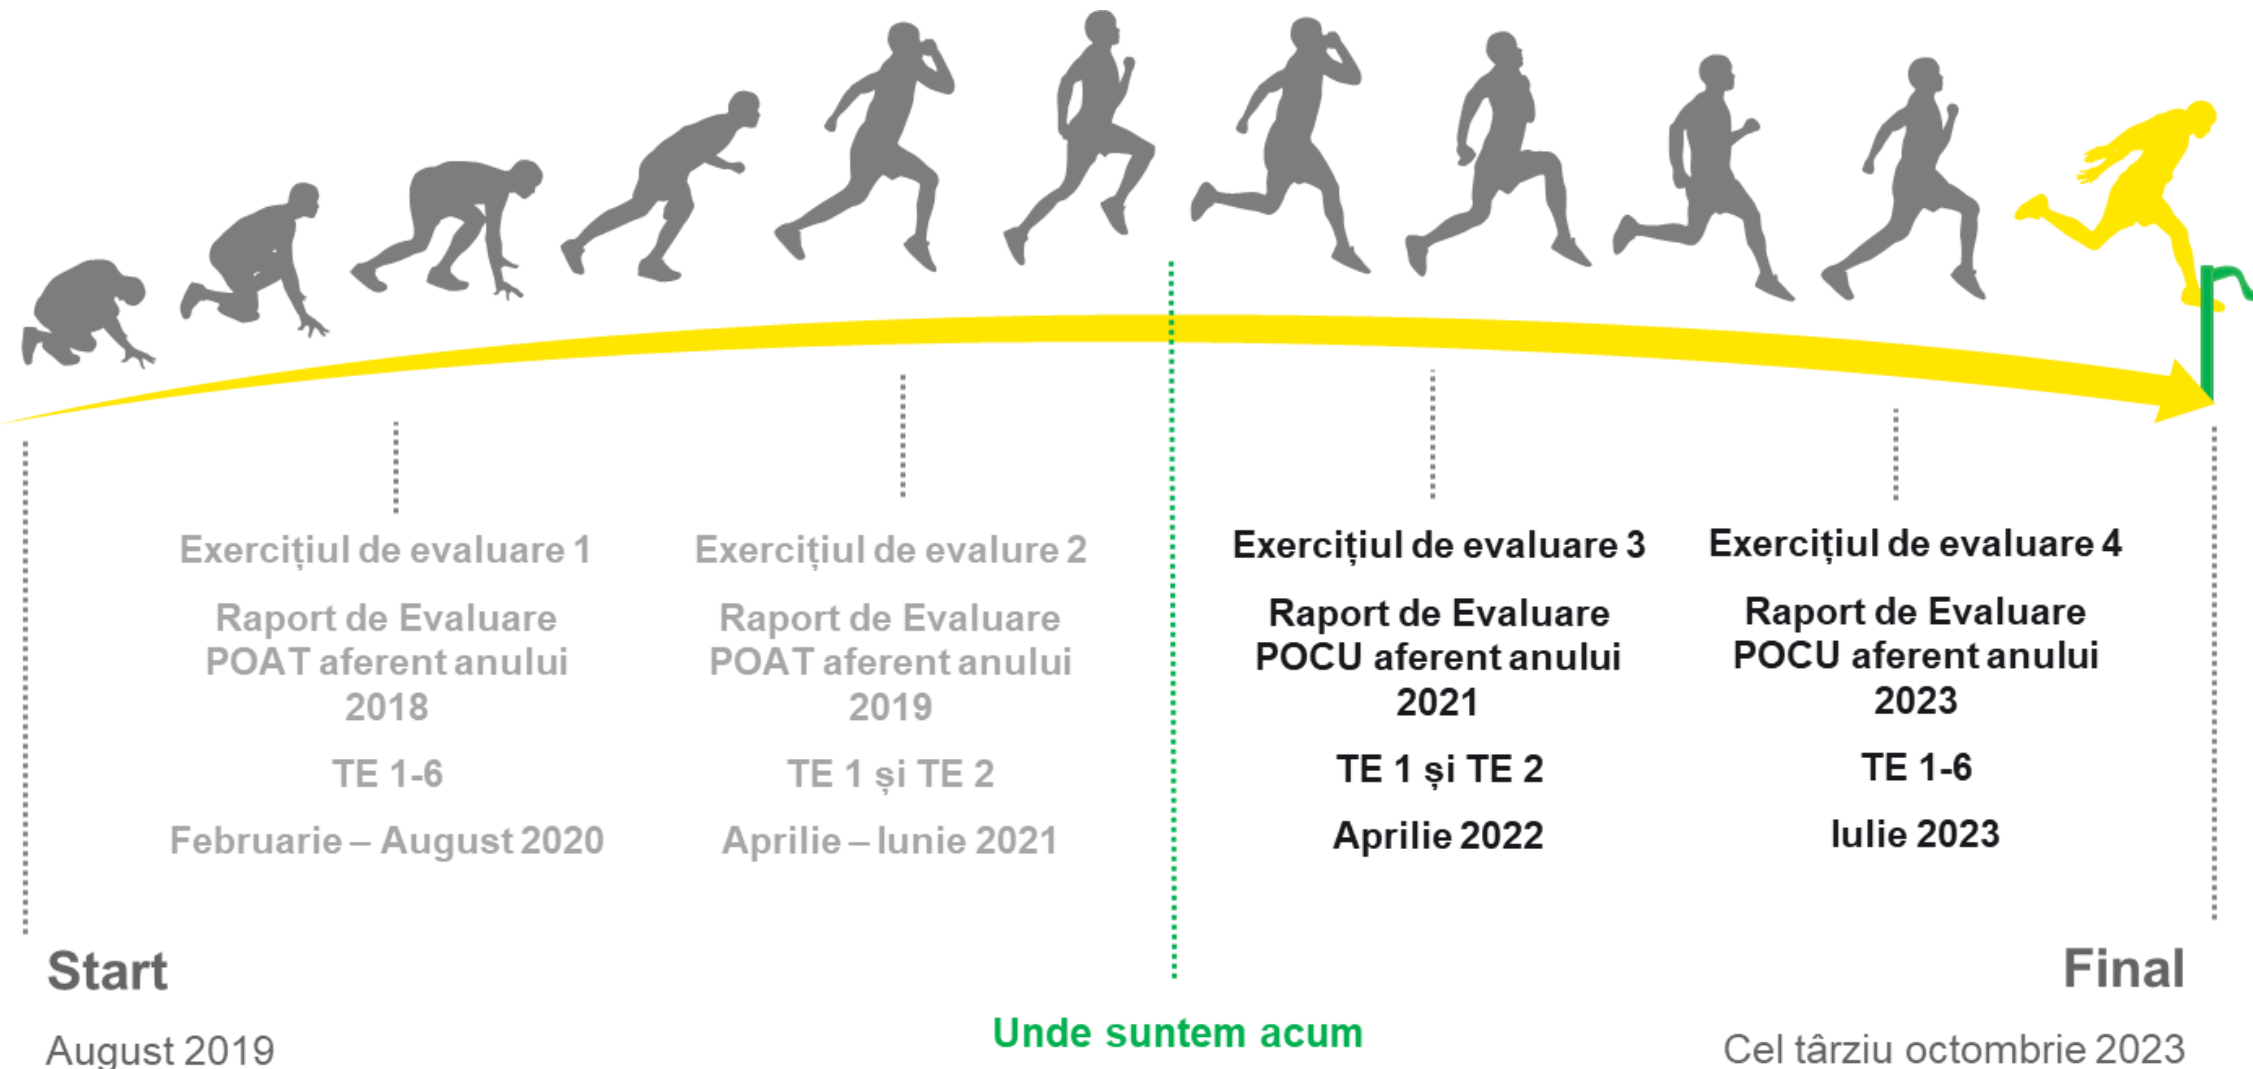 Exercițiul de evaluare 1
Raport de Evaluare
POAT aferent anului
2018
TE 1-6
Februarie – August 2020
Exercițiul de evalure 2
Raport de Evaluare
POAT aferent anului
2019
TE 1 și TE 2
Aprilie – Iunie 2021
Exercițiul de evaluare 3
Raport de Evaluare
POCU aferent anului
2021
TE 1 și TE 2
Aprilie 2022
Exercițiul de evaluare 4
Raport de Evaluare
POCU aferent anului
2023
TE 1-6
Iulie 2023
Start
August 2019
Unde suntem acum
Final
Cel târziu octombrie 2023